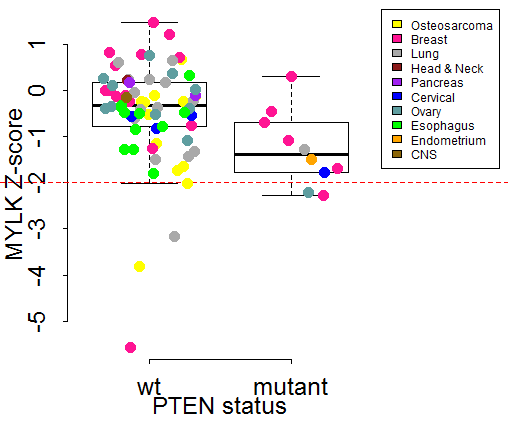 MYLK Z-score
1
0
-1
-2
-3
-4
-5
wt
mutant
PTEN status
Osteosarcoma
Breast
Lung
Head & Neck
Pancreas
Cervical
Ovary
Esophagus
Endometrium
CNS